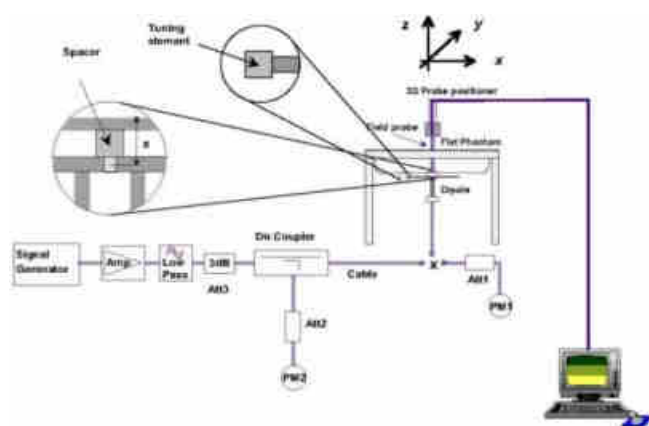 Tuning
element
Spacer
z
y
x
3D Probe positioner
Field probe
Flat Phantom
s
Dipole
Signal
Generator
Amp
Low
Pass
3dB
Att3
Dir Coupler
Cable
x
Att1
PM1
Att2
PM2